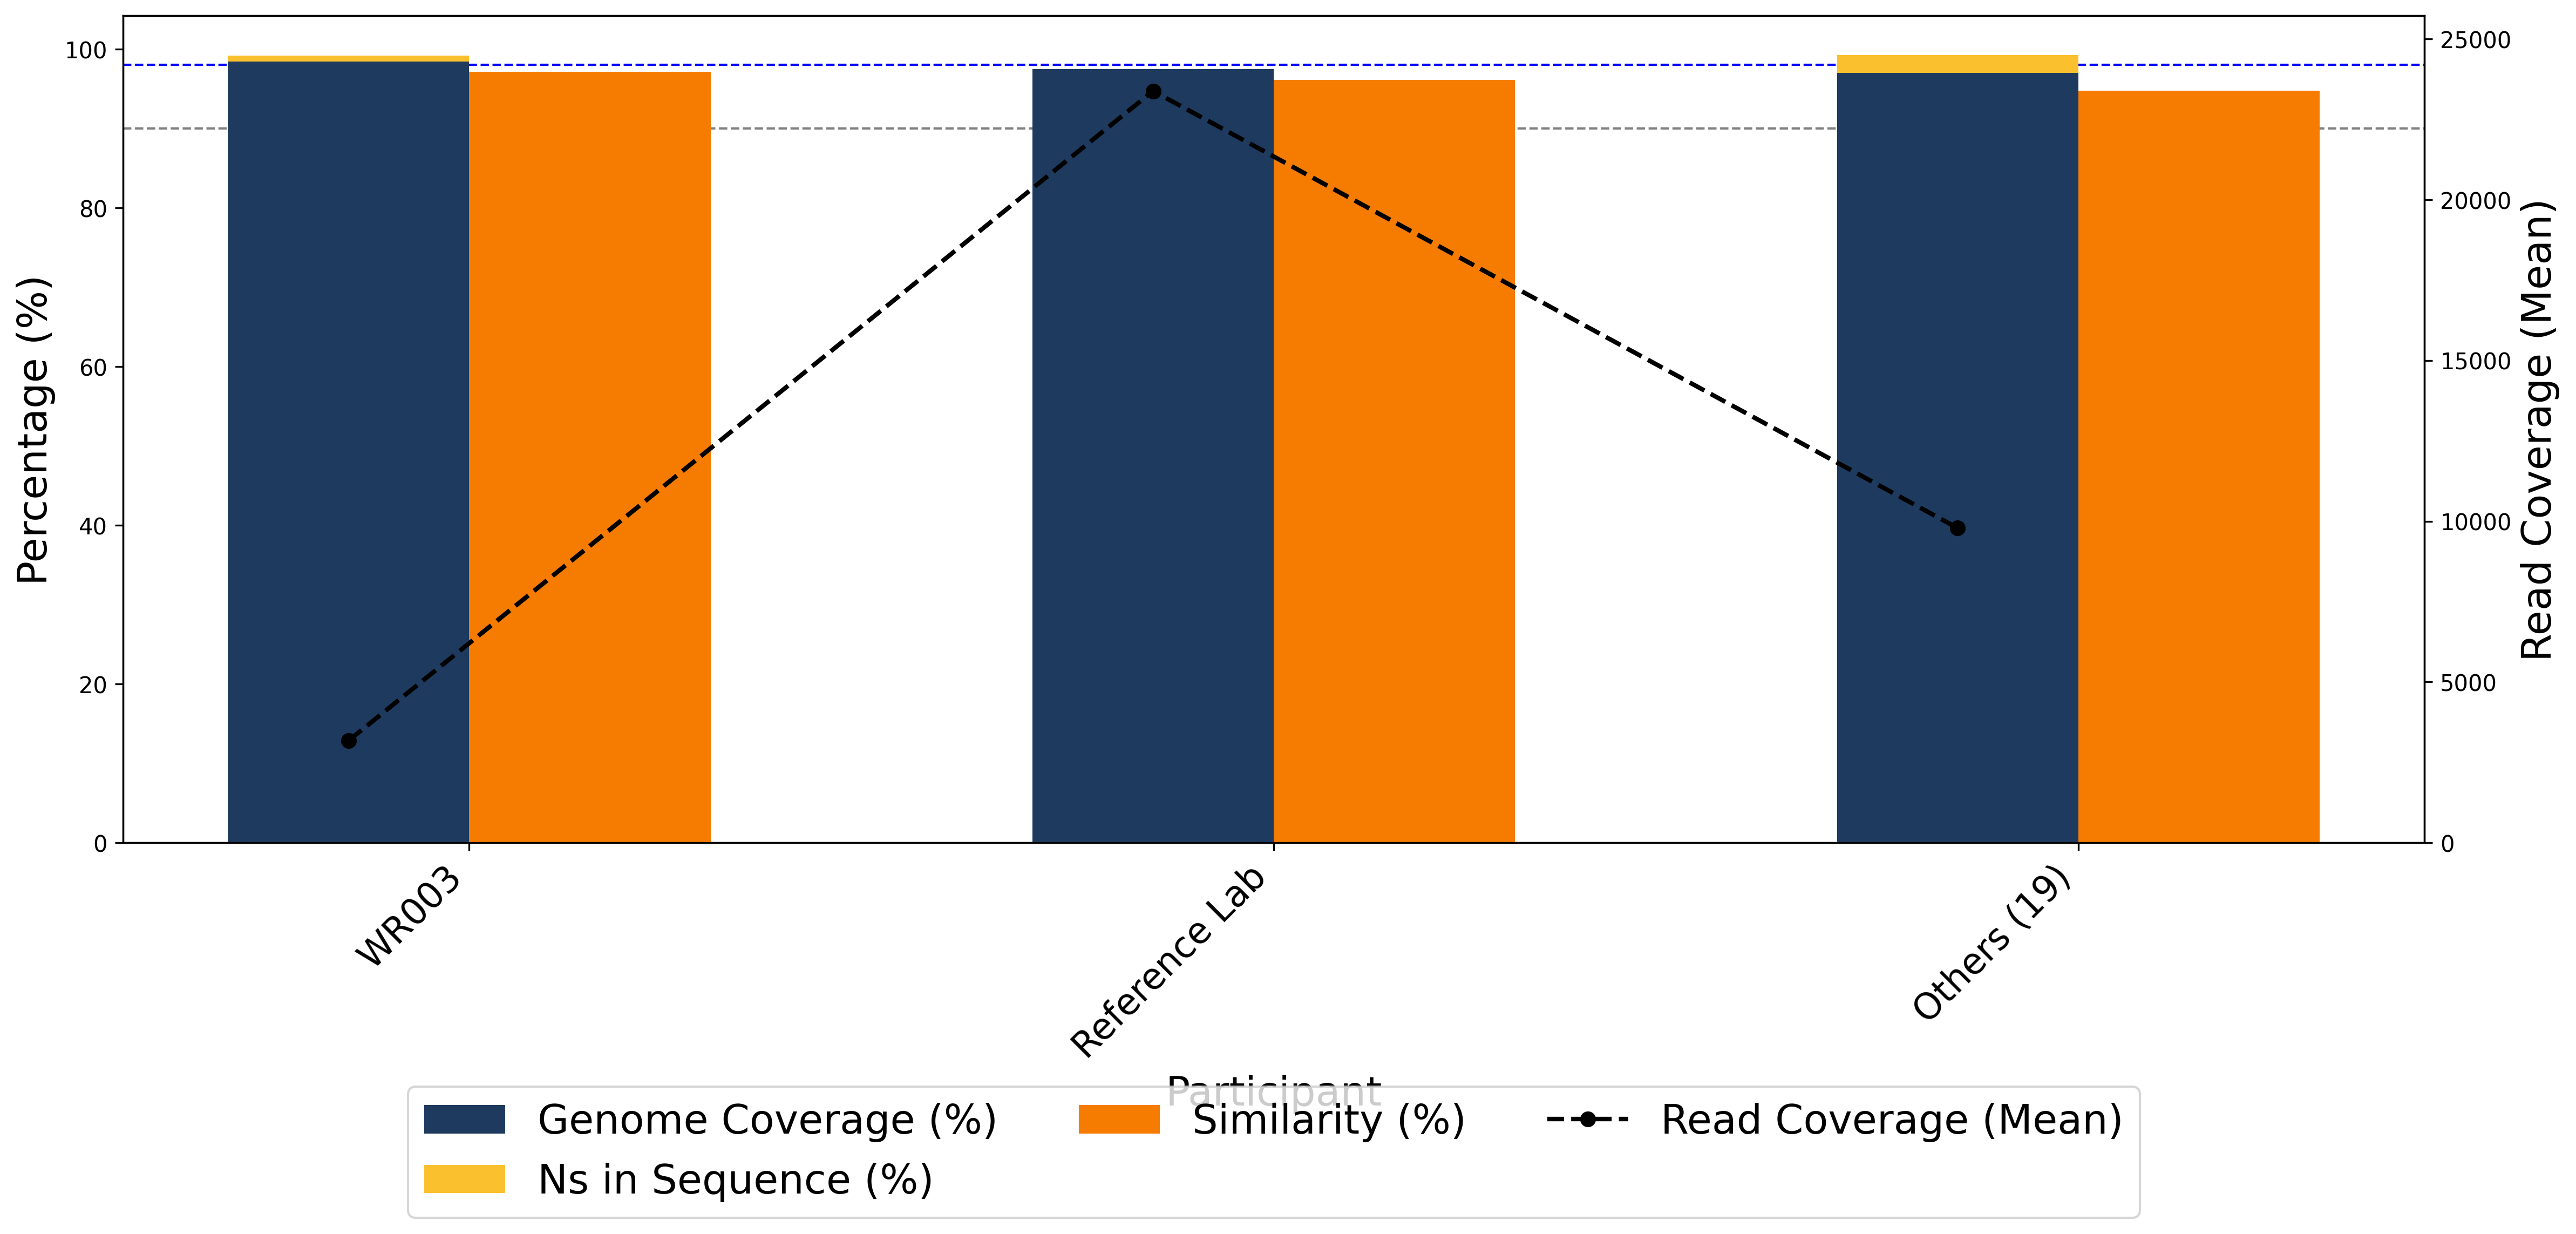 Percentage (%)
100
80
60
40
20
0
25000
20000
15000
10000
5000
0
Read Coverage (Mean)
WR003
Reference Lab
Others (19)
Participant
Genome Coverage (%)
Similarity (%)
Read Coverage (Mean)
Ns in Sequence (%)